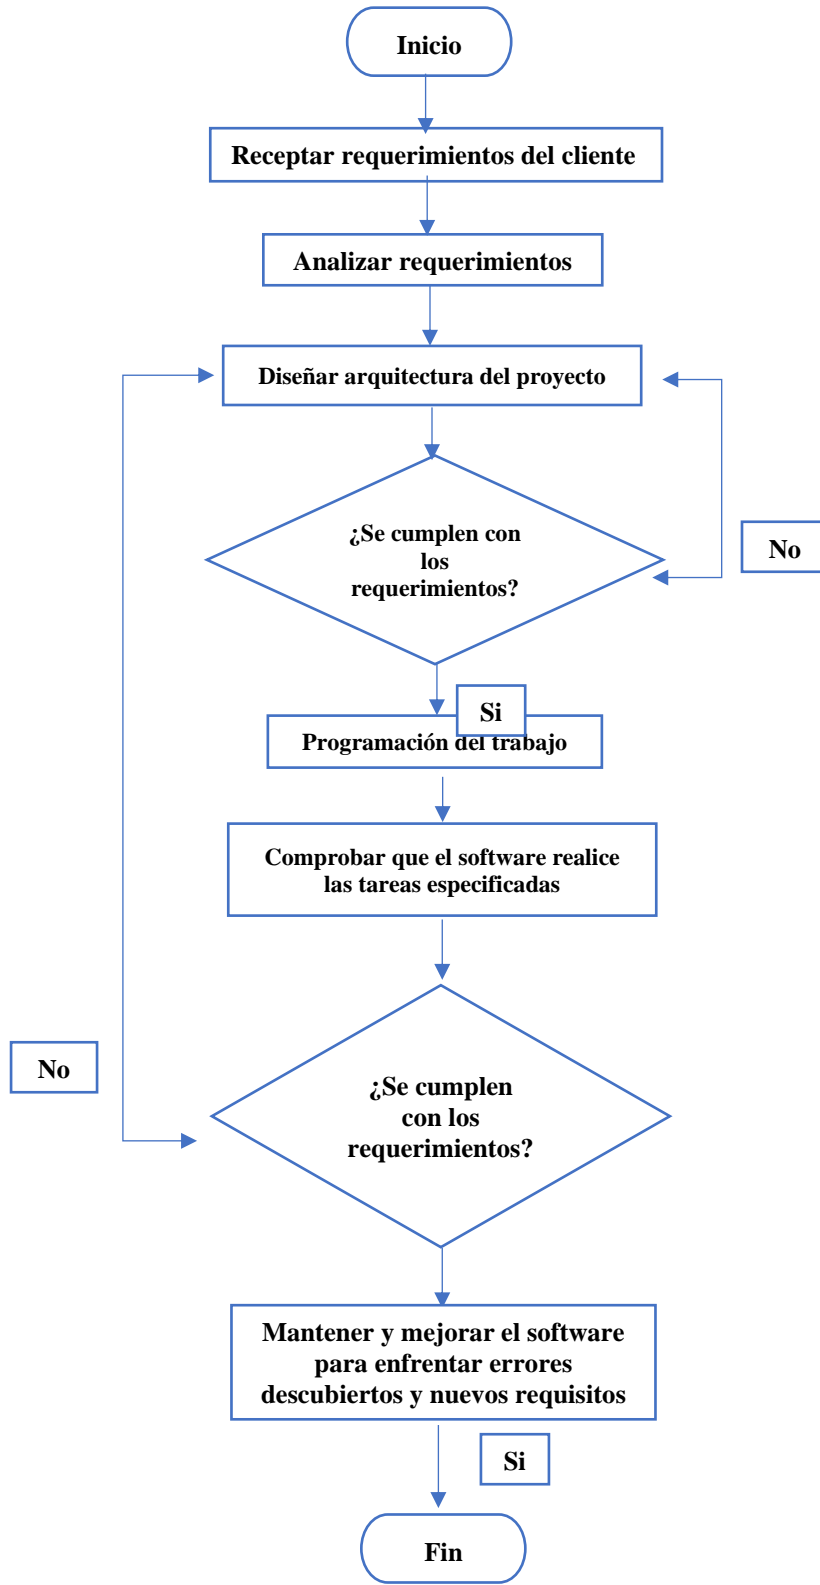 Inicio
Receptar requerimientos del cliente
Analizar requerimientos
Diseñar arquitectura del proyecto
¿Se cumplen con
los
requerimientos?
No
Si
Programación del trabajo
Comprobar que el software realice
las tareas especificadas
No
¿Se cumplen
con los
requerimientos?
Mantener y mejorar el software
para enfrentar errores
descubiertos y nuevos requisitos
Si
Fin